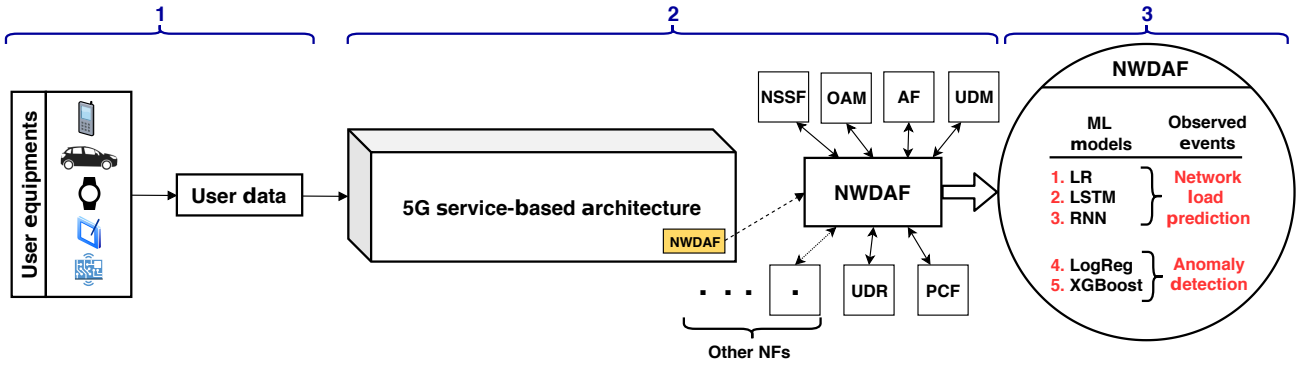 1
2
3
User equipments
User data
5G service-based architecture
NWDAF
NSSF
OAM
AF
UDM
NWDAF
. . . .
UDR
PCF
Other NFs
NWDAF
ML
models
Observed
events
1. LR
2. LSTM
3. RNN
Network
load
prediction
4. LogReg
5. XGBoost
Anomaly
detection